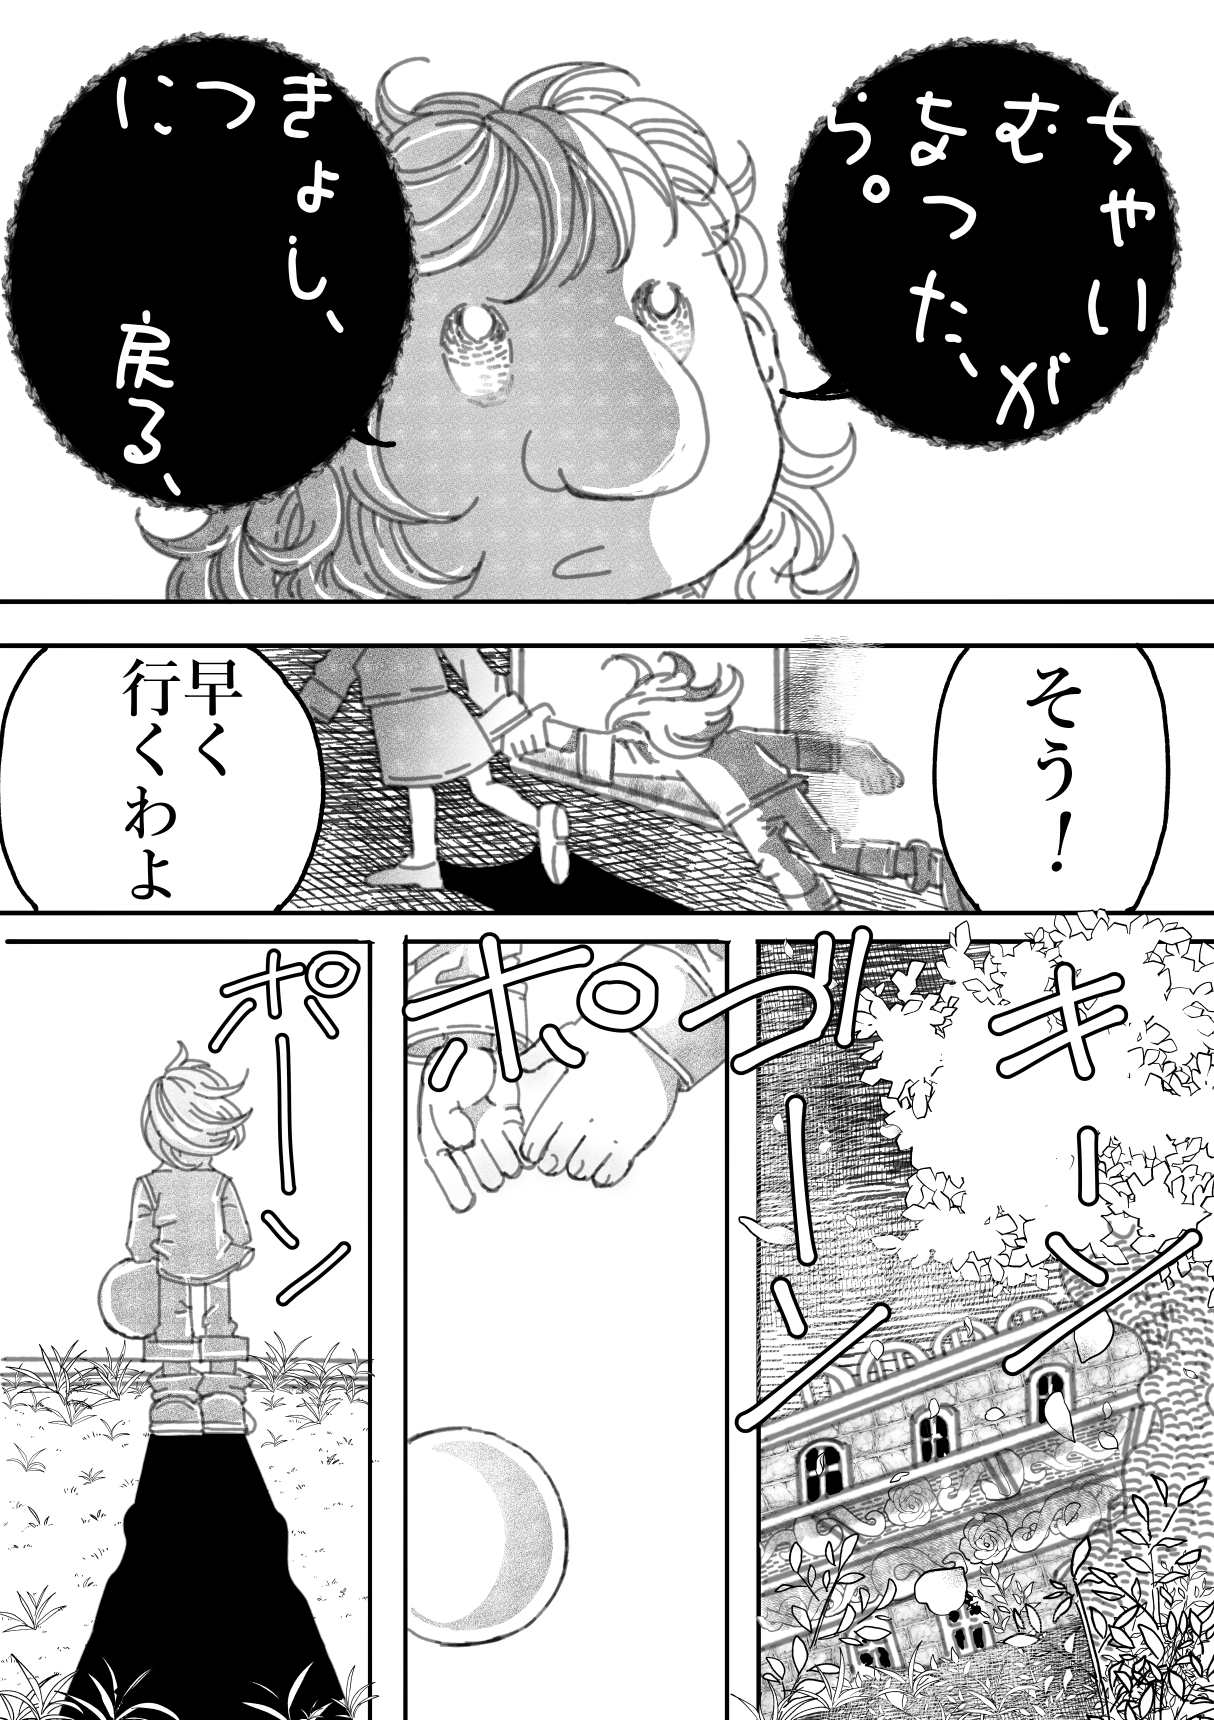 ちゃい
むが
なった、
ら。
きょし、
につ
戻る、
そう!
早く
行くわよ
キーン
ゴーン
ポ
ポーン